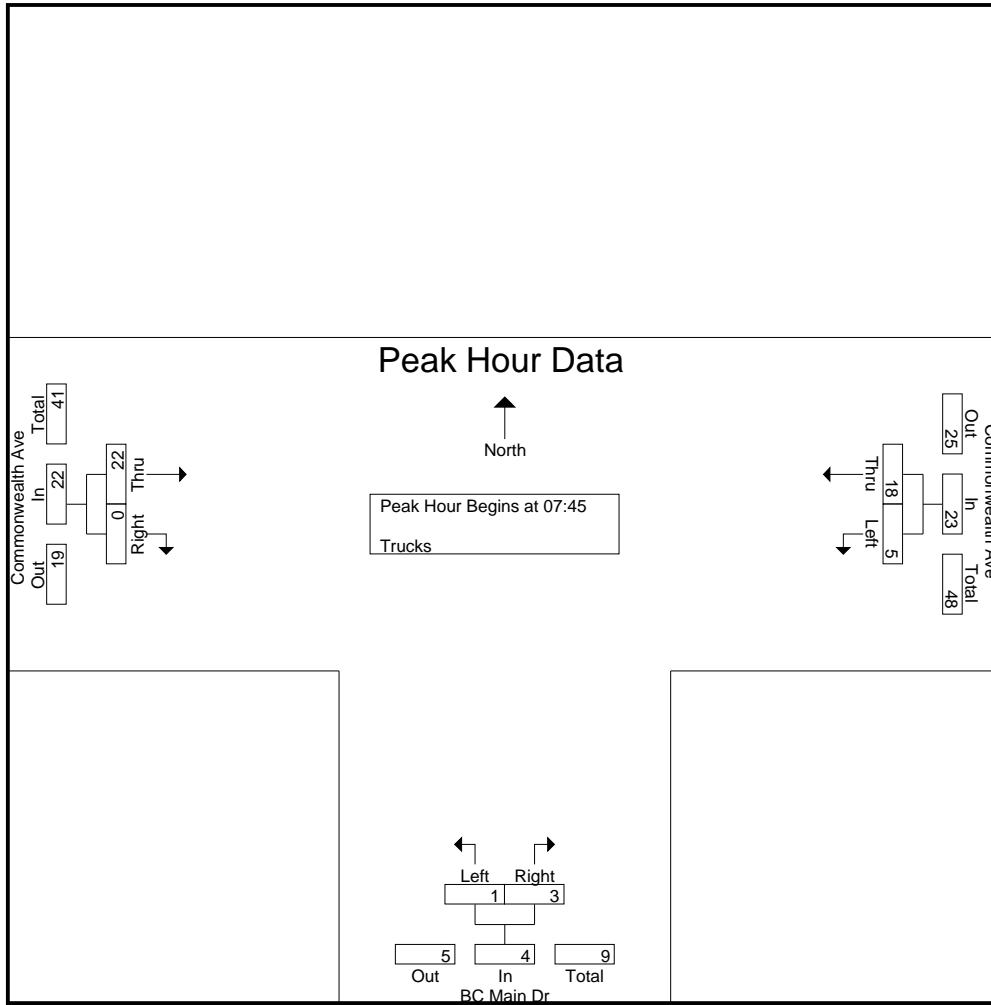 Peak Hour Data
North
Peak Hour Begins at 07:45
Trucks
Commonwealth Ave
Out In Total
19 22 41
Right Thru
0 22
Commonwealth Ave
Out In Total
25 23 48
Thru Left
18 5
Left Right
1 3
5 4 9
Out In Total
BC Main Dr